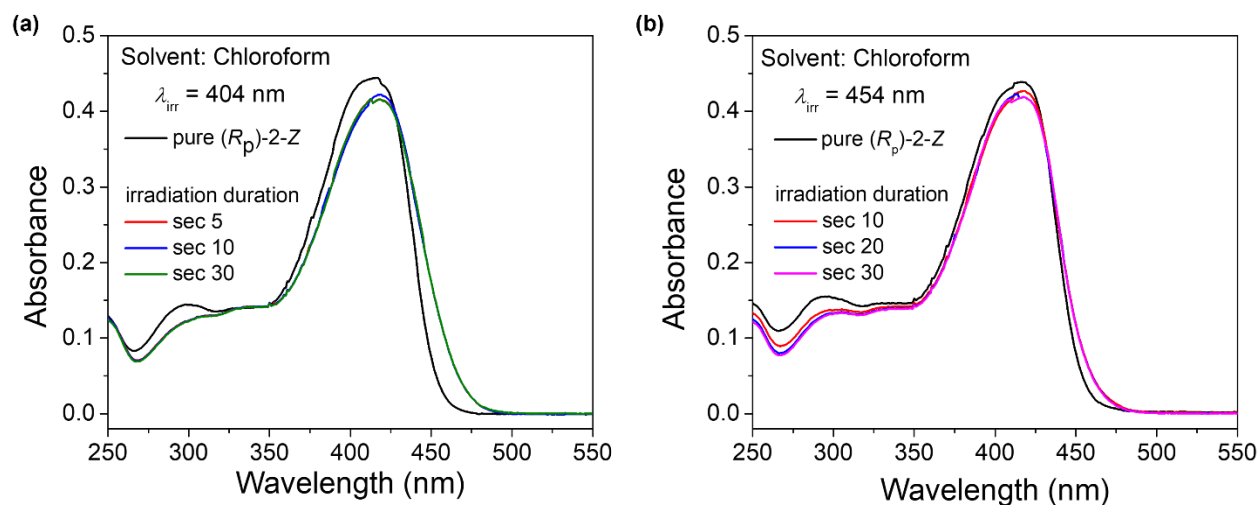 (a)
0.5
0.4
0.3
0.2
0.1
0.0
Absorbance
Solvent: Chloroform
λirr = 404 nm
pure (Rp)-2-Z
irradiation duration
sec 5
sec 10
sec 30
250 300 350 400 450 500 550
Wavelength (nm)
(b)
0.5
0.4
0.3
0.2
0.1
0.0
Absorbance
Solvent: Chloroform
λirr = 454 nm
pure (Rp)-2-Z
irradiation duration
sec 10
sec 20
sec 30
250 300 350 400 450 500 550
Wavelength (nm)